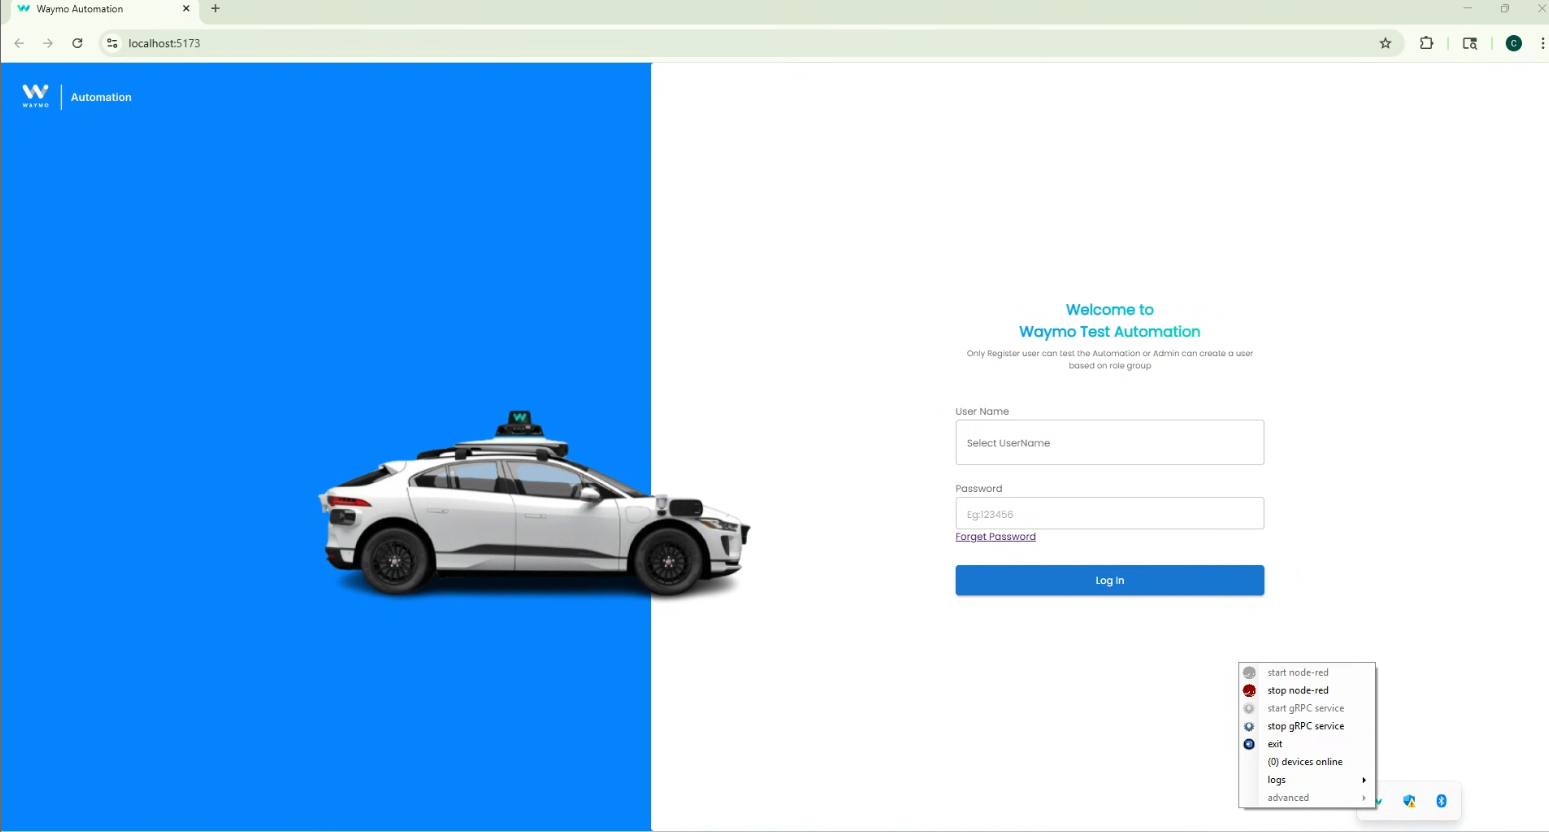 Waymo Automation
localhost:5173
C
WAYMO
Automation
Welcome to
Waymo Test Automation
Only Register user can test the Automation or Admin can create a user
based on role group
User Name
Select UserName
Password
Eg:123456
Forget Password
Log In
start node-red
stop node-red
start gRPC service
stop gRPC service
exit
(0) devices online
logs
advanced